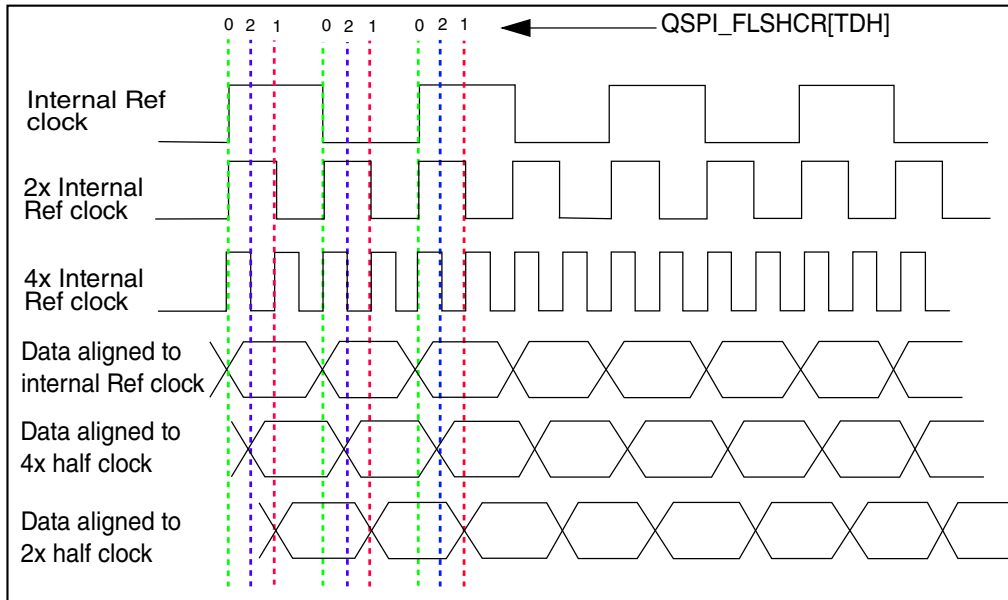 0 2 1 0 2 1 0 2 1 QSPI_FLSHCR[TDH]
Internal Ref
clock
2x Internal
Ref clock
4x Internal
Ref clock
Data aligned to
internal Ref clock
Data aligned to
4x half clock
Data aligned to
2x half clock